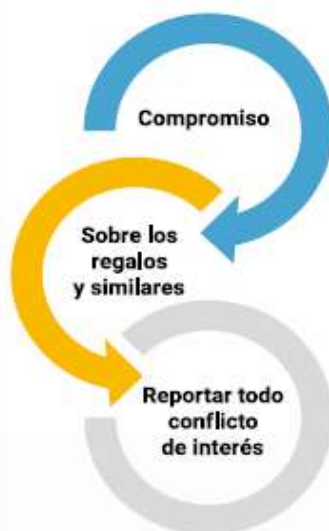 Compromiso
Sobre los
regalos
y similares
Reportar todo
conflicto
de interés